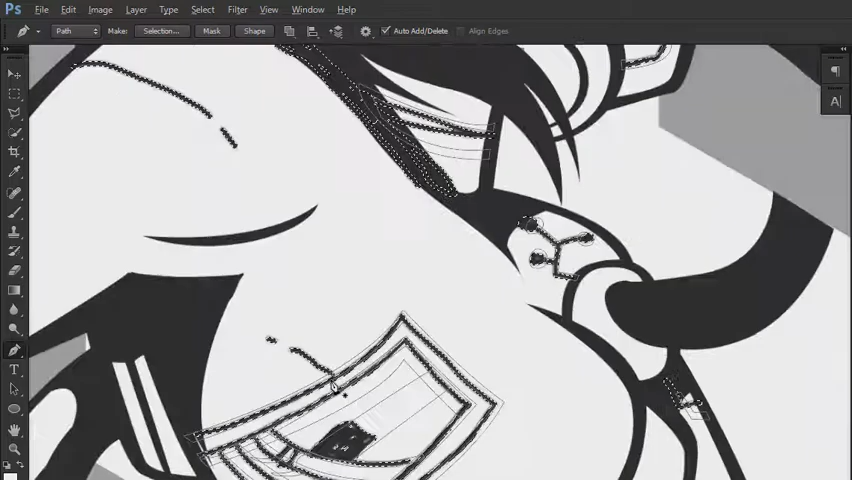 Ps File Edit Image Layer Type Select Filter View Window Help
Path Make: Selection... Mask Shape Auto Add/Delete Align Edges